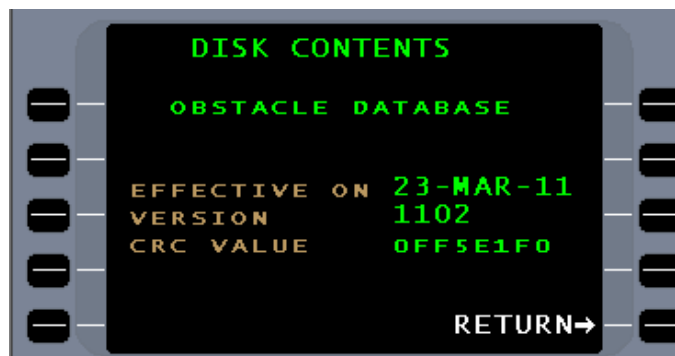 DISK CONTENTS
OBSTACLE DATABASE
EFFECTIVE ON 23-MAR-11
VERSION 1102
CRC VALUE 0FF5E1F0
RETURN→